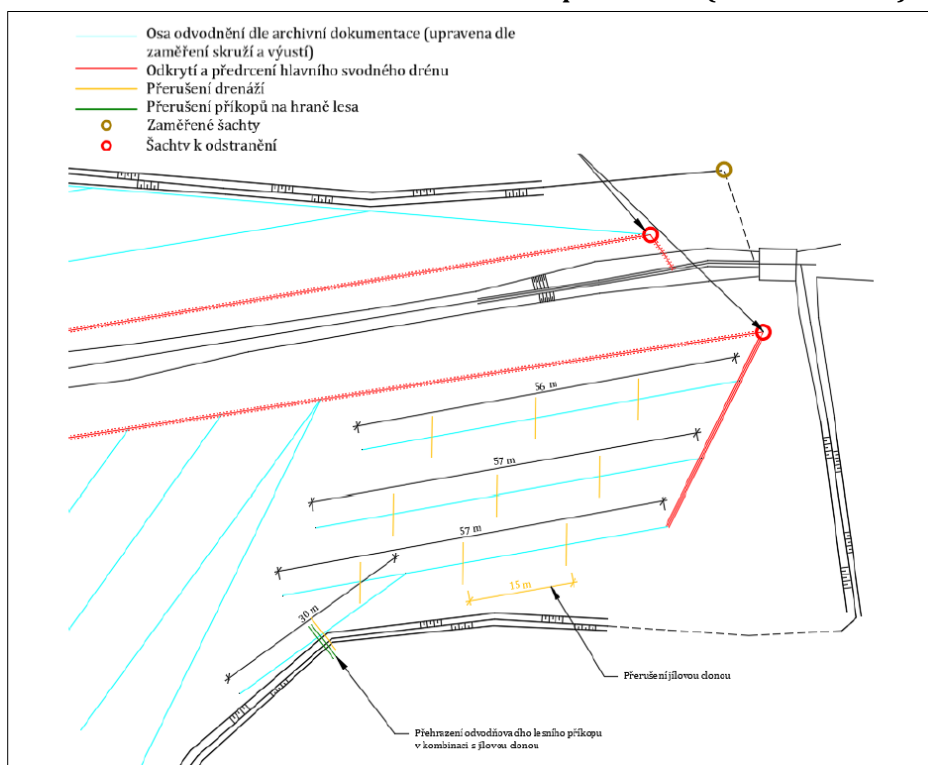 Osa odvodnění dle archivní dokumentace (upravena dle
zaměření skruží a výustí)
Odkrytí a předrcení hlavního svodného drénu
Přerušení drenáží
Přerušení příkopů na hraně lesa
Zaměřené šachty
Šachty k odstranění
56 m
57 m
57 m
15 m
30 m
Přerušení jílovou clonou
Přehrazení odvodňovadho lesního příkopu
v kombinaci s jílovou clonou